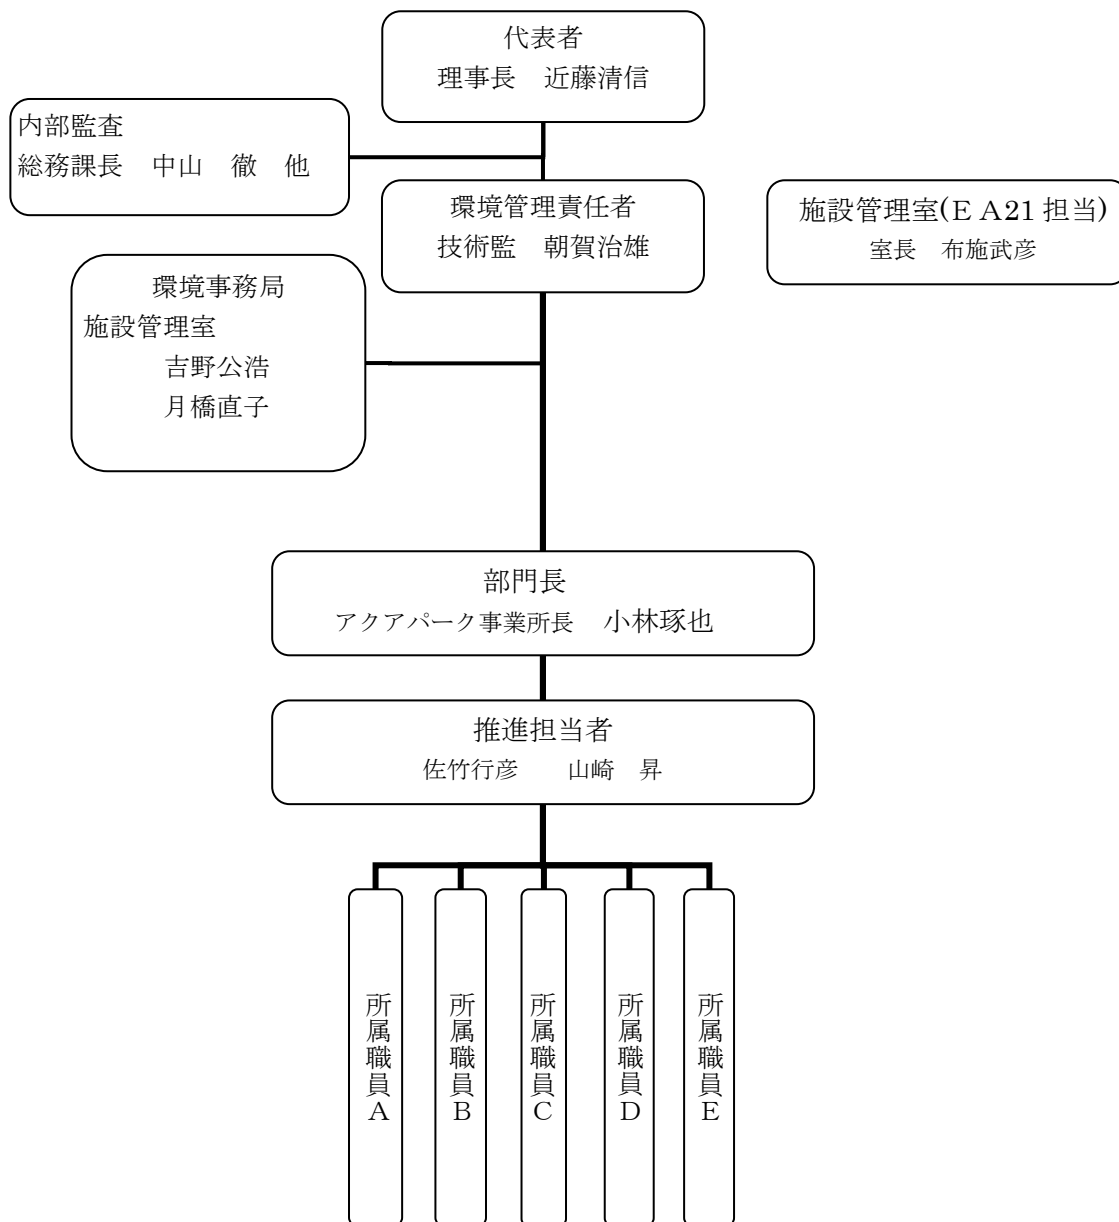 代表者
理事長　近藤清信
内部監査
総務課長　中山　徹　他
環境管理責任者
技術監　朝賀治雄
施設管理室(E A21 担当)
室長　布施武彦
環境事務局
施設管理室
吉野公浩
月橋直子
部門長
アクアパーク事業所長　小林琢也
推進担当者
佐竹行彦　　山崎　昇
所属職員A
所属職員B
所属職員C
所属職員D
所属職員E